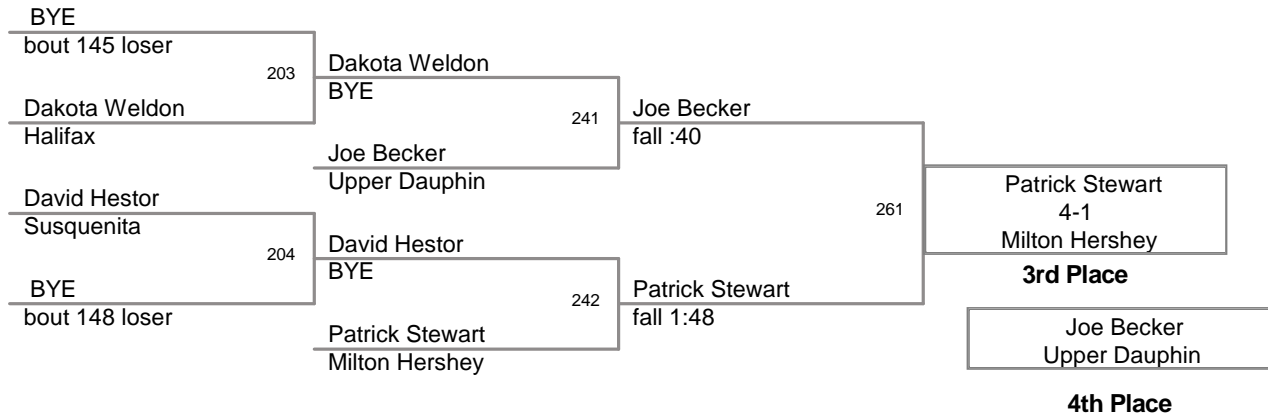 BYE
bout 145 loser
203
Dakota Weldon
Halifax
Dakota Weldon
BYE
241
Joe Becker
Upper Dauphin
Joe Becker
fall :40
David Hestor
Susquenita
204
BYE
bout 148 loser
David Hestor
BYE
242
Patrick Stewart
Milton Hershey
Patrick Stewart
fall 1:48
261
Patrick Stewart
4-1
Milton Hershey
3rd Place
Joe Becker
Upper Dauphin
4th Place